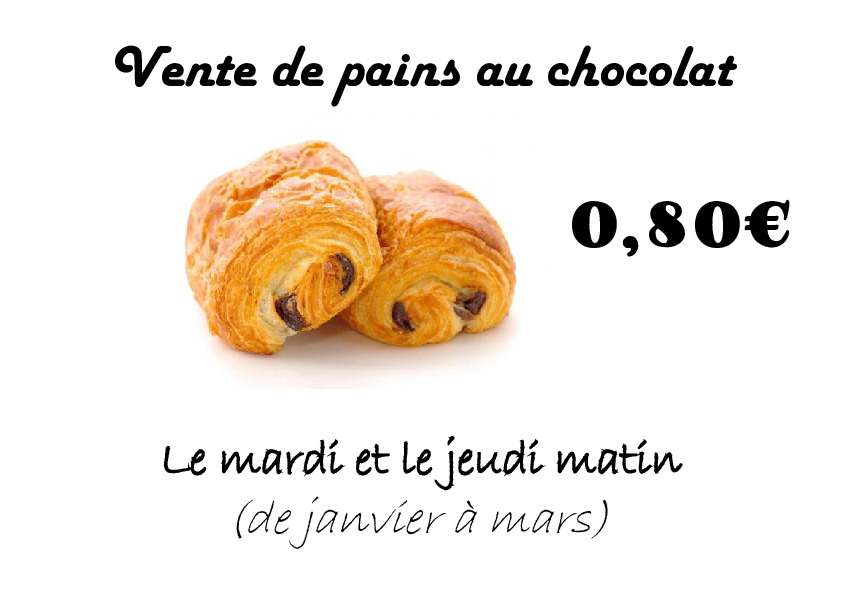 Vente de pains au chocolat
0,80€
Le mardi et le jeudi matin
(de janvier à mars)